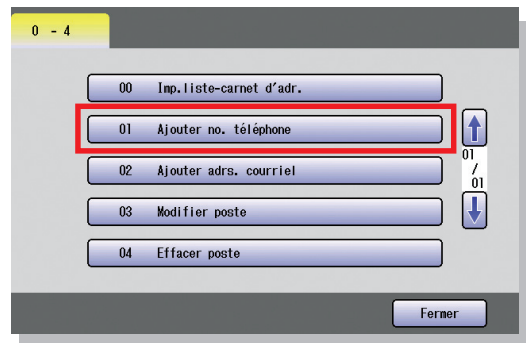 0 - 4
00 Imp.liste-carnet d'adr.
01 Ajouter no. téléphone
02 Ajouter adrs. courriel
03 Modifier poste
04 Effacer poste
01
/
01
Fermer